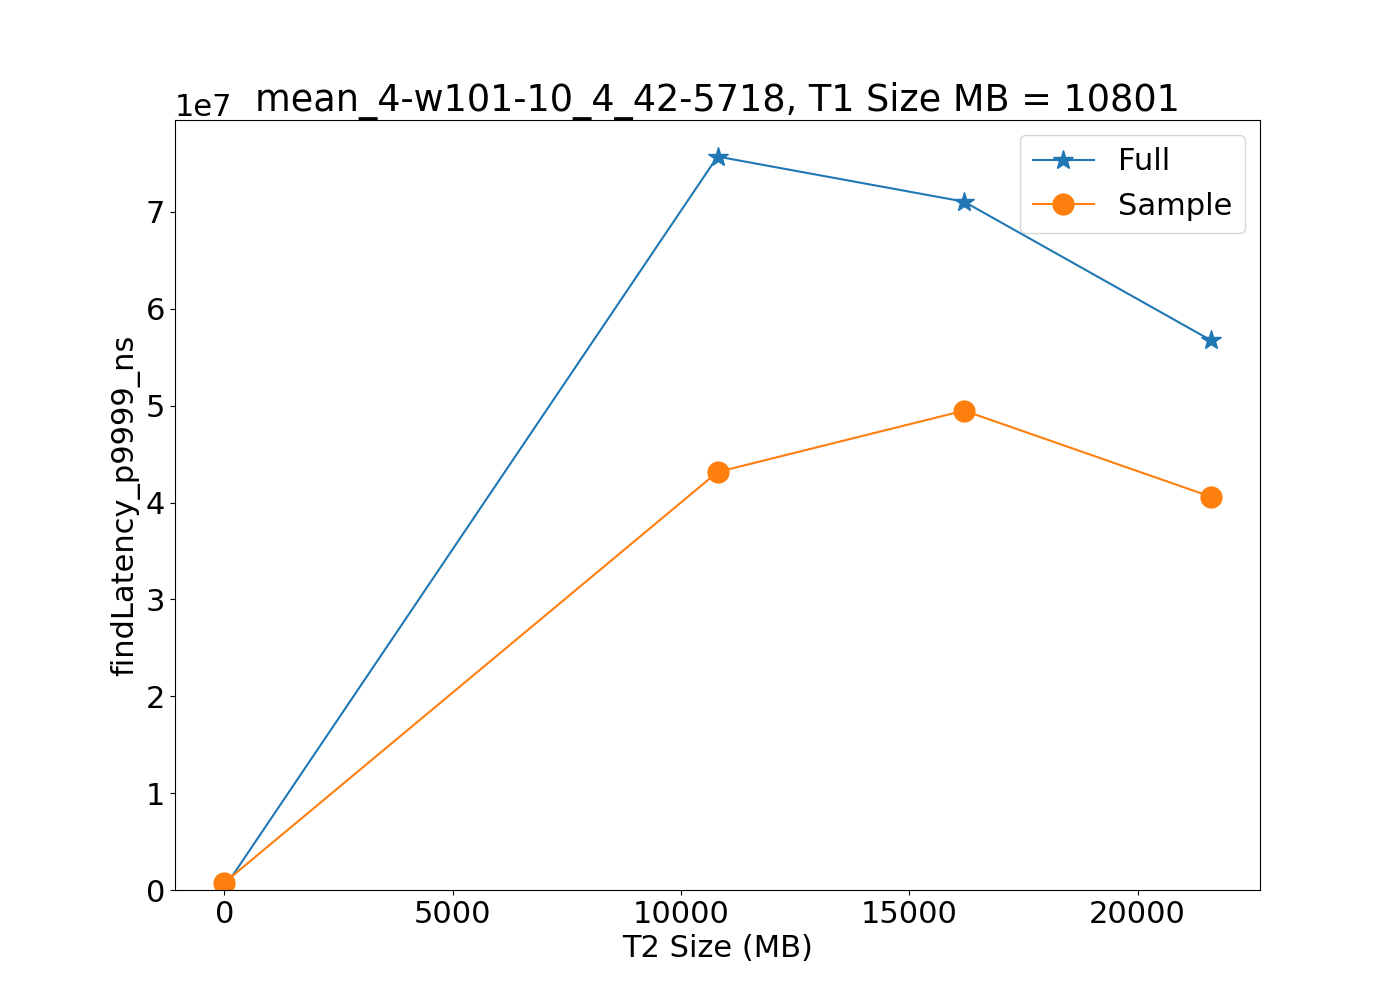 1e7
mean_4-w101-10_4_42-5718, T1 Size MB = 10801
Full
Sample
7
6
5
4
3
2
1
0
findLatency_p9999_ns
0 5000 10000 15000 20000
T2 Size (MB)